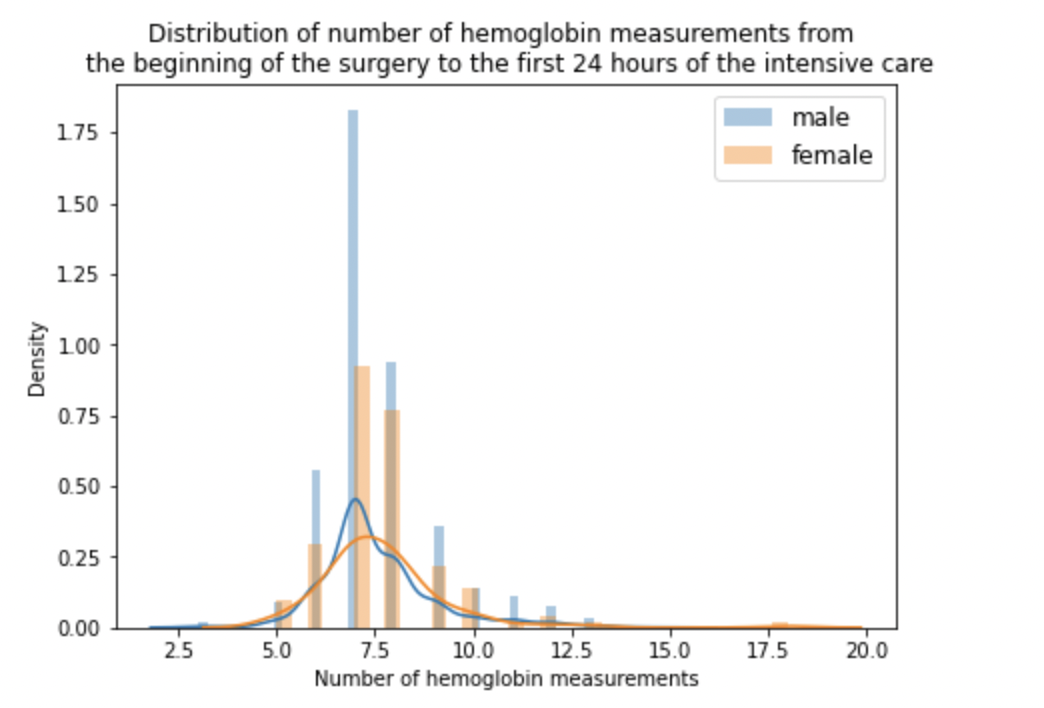 Distribution of number of hemoglobin measurements from
the beginning of the surgery to the first 24 hours of the intensive care
male
female
1.75
1.50
1.25
1.00
0.75
0.50
0.25
0.00
Density
2.5 5.0 7.5 10.0 12.5 15.0 17.5 20.0
Number of hemoglobin measurements